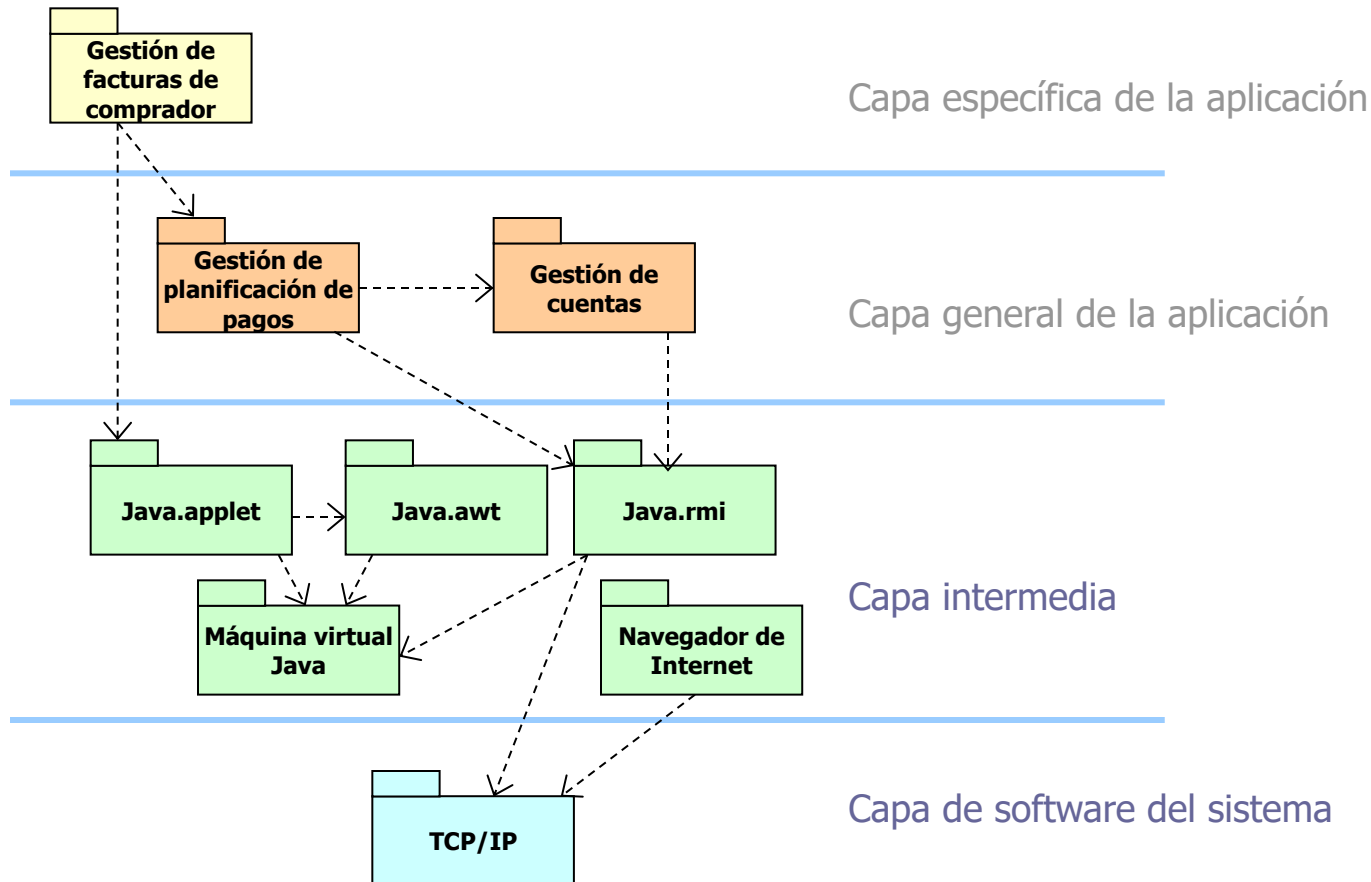 Gestión de
facturas de
comprador
Capa específica de la aplicación
Gestión de
planificación de
pagos
Gestión de
cuentas
Capa general de la aplicación
Java.applet
Java.awt
Java.rmi
Máquina virtual
Java
Navegador de
Internet
Capa intermedia
TCP/IP
Capa de software del sistema